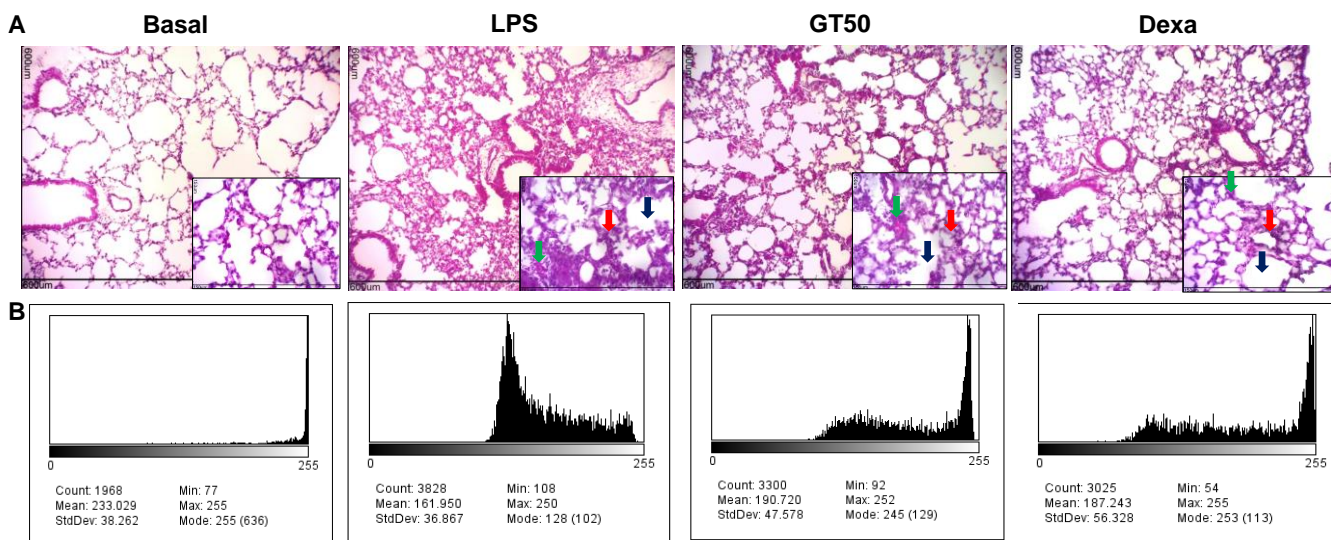 A
Basal
LPS
GT50
Dexa
600um
600um
600um
600um
600um
600um
600um
600um
B
0
255
Count: 1968
Min: 77
Mean: 233.029
Max: 255
StdDev: 38.262
Mode: 255 (636)
0
255
Count: 3828
Min: 108
Mean: 161.950
Max: 250
StdDev: 36.867
Mode: 128 (102)
0
255
Count: 3300
Min: 92
Mean: 190.720
Max: 252
StdDev: 47.578
Mode: 245 (129)
0
255
Count: 3025
Min: 54
Mean: 187.243
Max: 255
StdDev: 56.328
Mode: 253 (113)